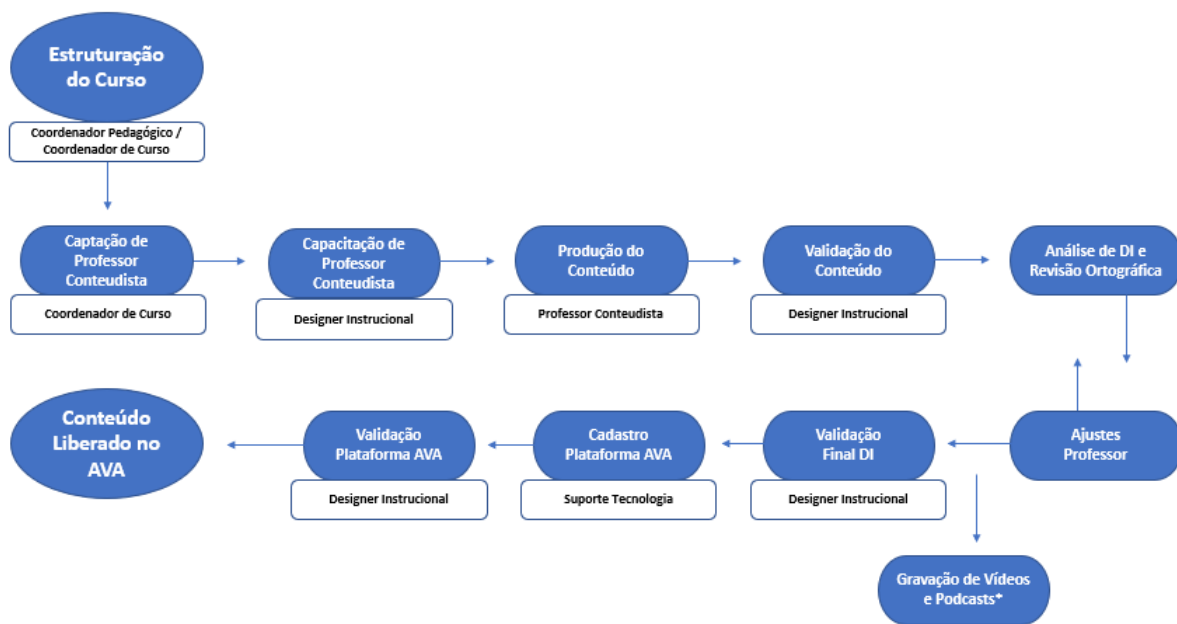 Estruturação
do Curso
Coordenador Pedagógico /
Coordenador de Curso
Captação de
Professor
Conteudista
Coordenador de Curso
Capacitação de
Professor
Conteudista
Designer Instrucional
Produção do
Conteúdo
Professor Conteudista
Validação do
Conteúdo
Designer Instrucional
Análise de DI e
Revisão Ortográfica
Ajustes
Professor
Validação
Final DI
Designer Instrucional
Cadastro
Plataforma AVA
Suporte Tecnologia
Validação
Plataforma AVA
Designer Instrucional
Conteúdo
Liberado no
AVA
Gravação de Vídeos
e Podcasts*